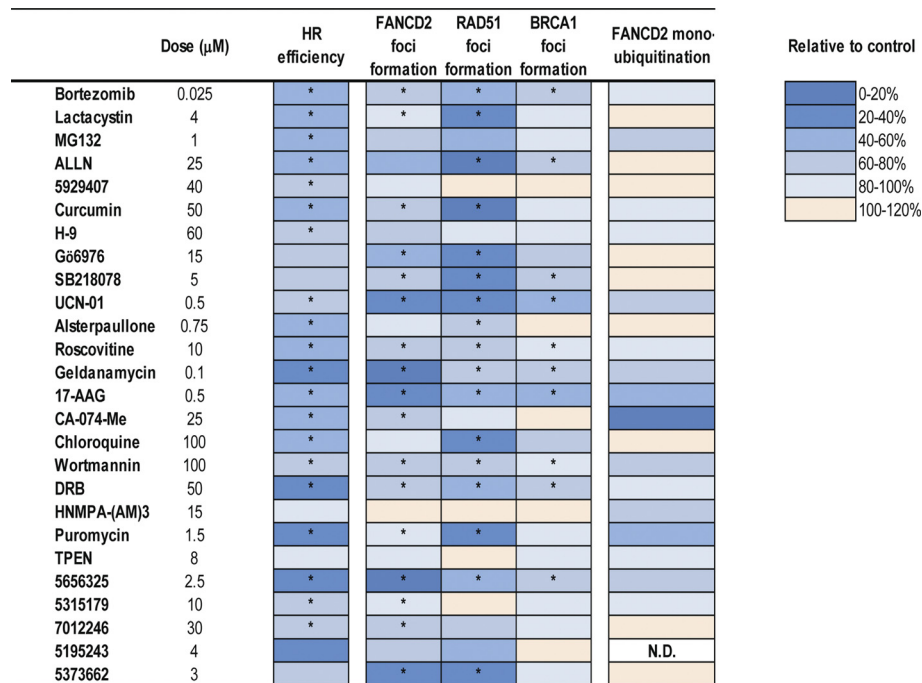 Dose (µM) HR efficiency FANCD2 foci formation RAD51 foci formation BRCA1 foci formation FANCD2 mono-ubiquitination
Bortezomib 0.025 * * * *
Lactacystin 4 * * *
MG132 1 *
ALLN 25 * * *
5929407 40 *
Curcumin 50 * * *
H-9 60 *
Gö6976 15 * *
SB218078 5 * * *
UCN-01 0.5 * * * *
Alsterpaullone 0.75 * *
Roscovitine 10 * * * *
Geldanamycin 0.1 * * * *
17-AAG 0.5 * * * *
CA-074-Me 25 * *
Chloroquine 100 * *
Wortmannin 100 * * * *
DRB 50 * * * *
HNMPA-(AM)3 15
Puromycin 1.5 * * *
TPEN 8
5656325 2.5 * * * *
5315179 10 * *
7012246 30 * *
5195243 4 N.D.
5373662 3 * *
Relative to control
0-20%
20-40%
40-60%
60-80%
80-100%
100-120%